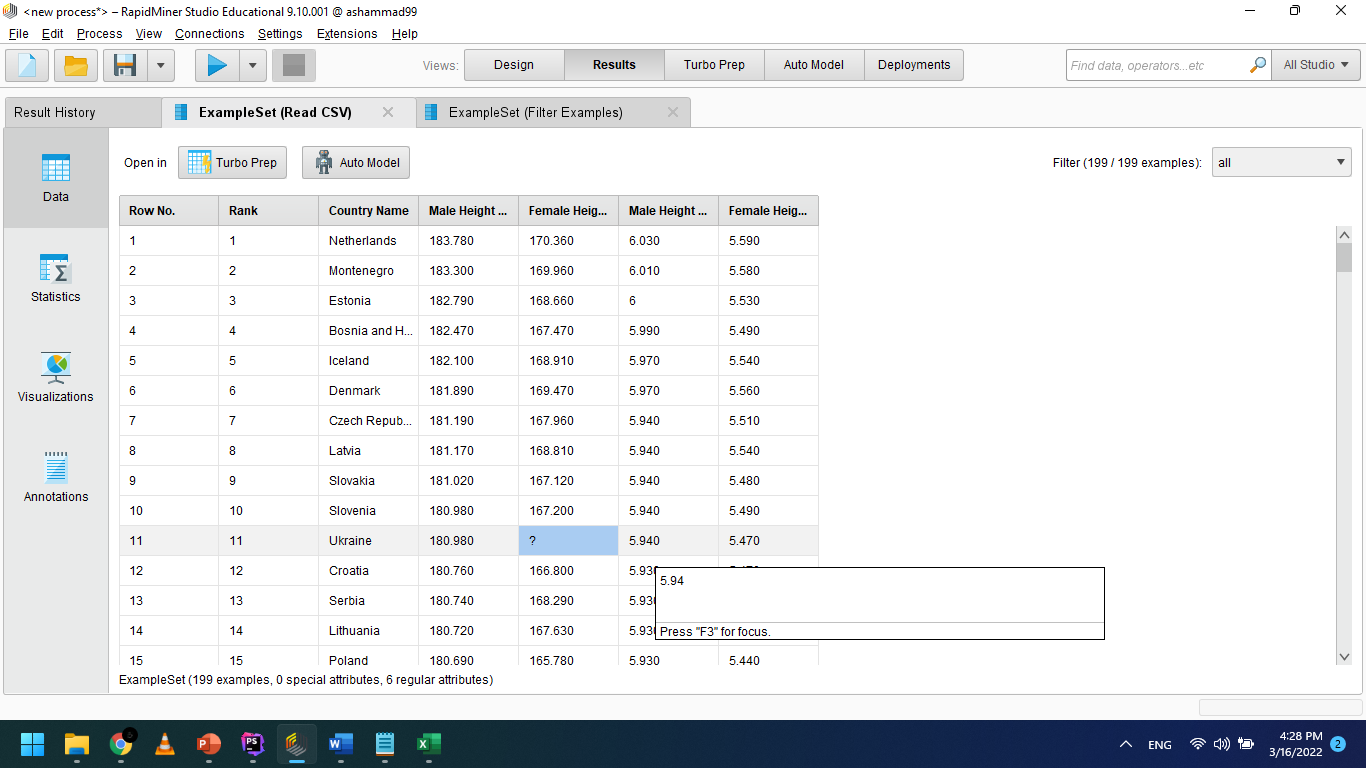 <new process*> – RapidMiner Studio Educational 9.10.001 @ ashammad99
File Edit Process View Connections Settings Extensions Help
Views: Design Results Turbo Prep Auto Model Deployments Find data, operators...etc All Studio
Result History ExampleSet (Read CSV) ExampleSet (Filter Examples)
Data
Statistics
Visualizations
Annotations
Open in Turbo Prep Auto Model Filter (199 / 199 examples): all
Row No. Rank Country Name Male Height ... Female Heig... Male Height ... Female Heig...
1 1 Netherlands 183.780 170.360 6.030 5.590
2 2 Montenegro 183.300 169.960 6.010 5.580
3 3 Estonia 182.790 168.660 6 5.530
4 4 Bosnia and H... 182.470 167.470 5.990 5.490
5 5 Iceland 182.100 168.910 5.970 5.540
6 6 Denmark 181.890 169.470 5.970 5.560
7 7 Czech Repub... 181.190 167.960 5.940 5.510
8 8 Latvia 181.170 168.810 5.940 5.540
9 9 Slovakia 181.020 167.120 5.940 5.480
10 10 Slovenia 180.980 167.200 5.940 5.490
11 11 Ukraine 180.980 ? 5.940 5.470
12 12 Croatia 180.760 166.800 5.930
13 13 Serbia 180.740 168.290 5.930
14 14 Lithuania 180.720 167.630 5.930
15 15 Poland 180.690 165.780 5.930 5.440
5.94
Press "F3" for focus.
ExampleSet (199 examples, 0 special attributes, 6 regular attributes)
ENG
4:28 PM
3/16/2022
2